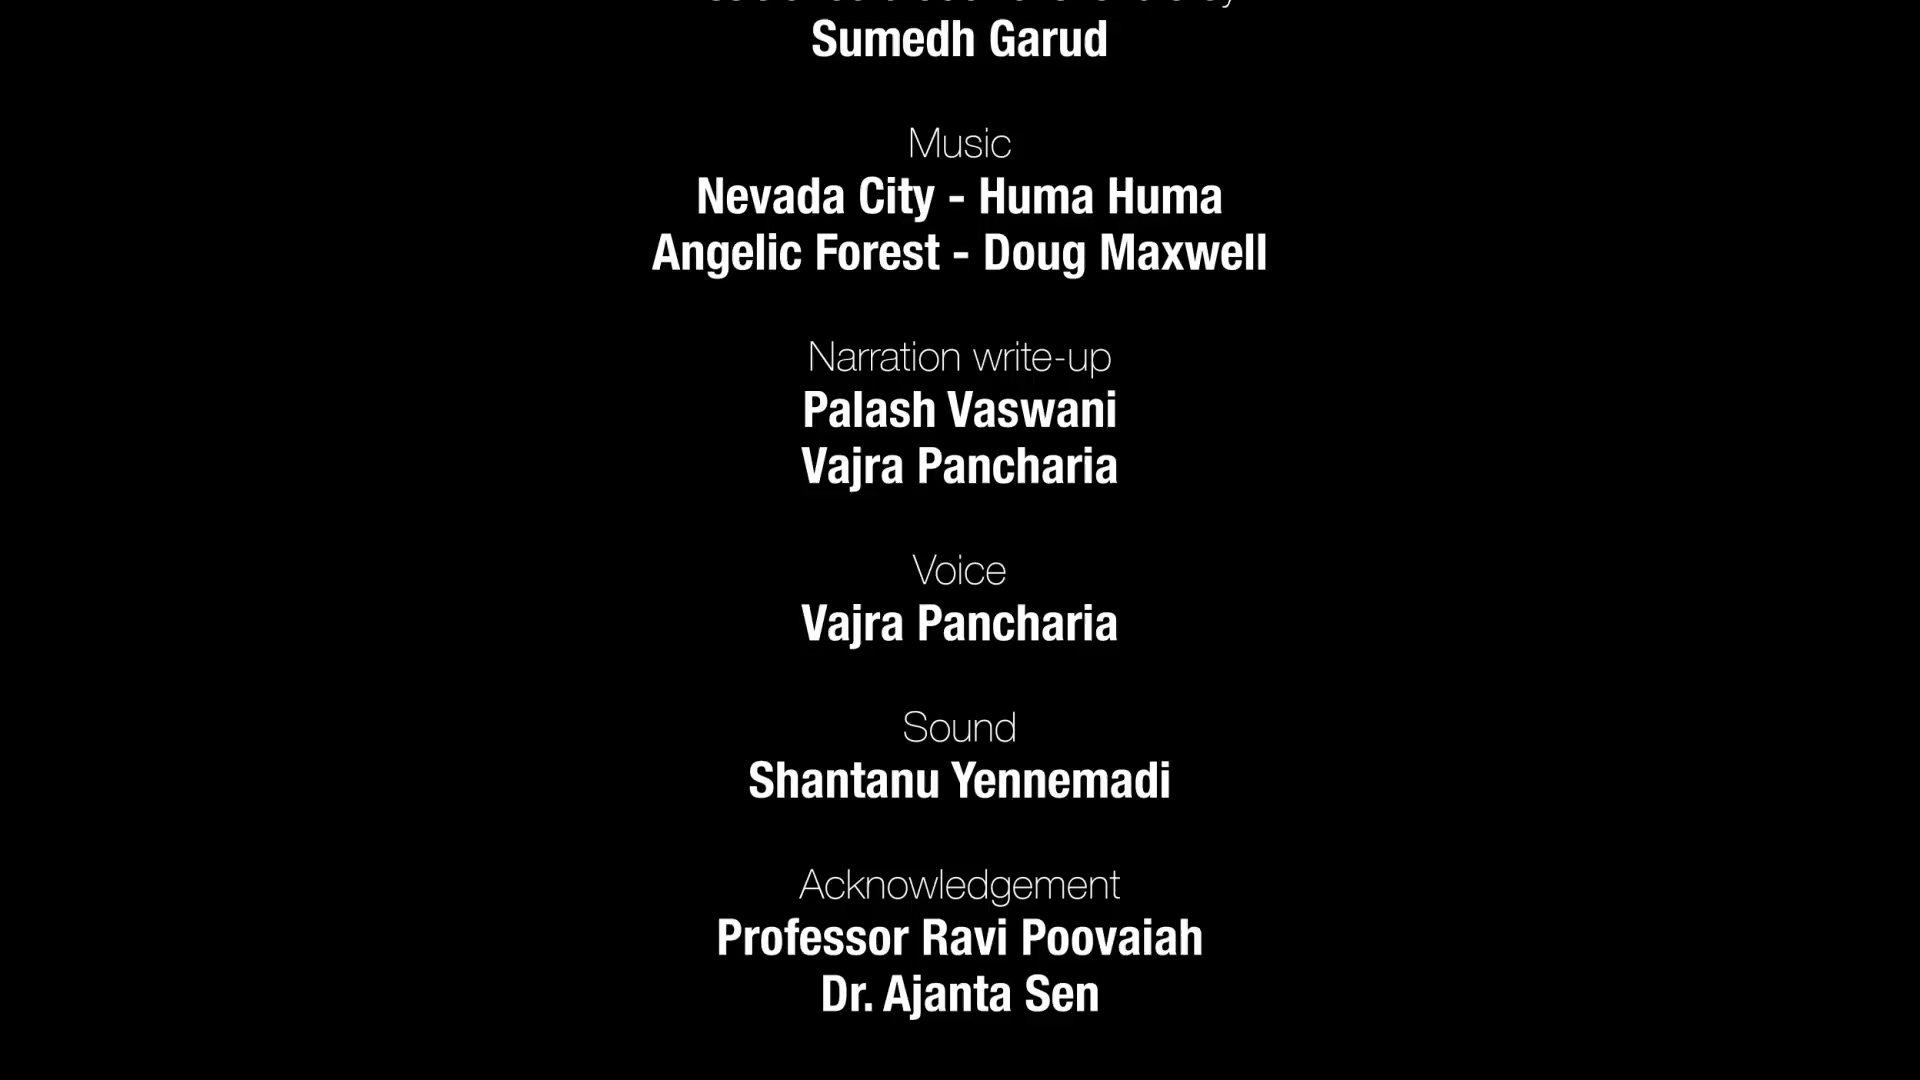 Sumedh Garud
Music
Nevada City - Huma Huma
Angelic Forest - Doug Maxwell
Narration write-up
Palash Vaswani
Vajra Pancharia
Voice
Vajra Pancharia
Sound
Shantanu Yennemadi
Acknowledgement
Professor Ravi Poovaiah
Dr. Ajanta Sen